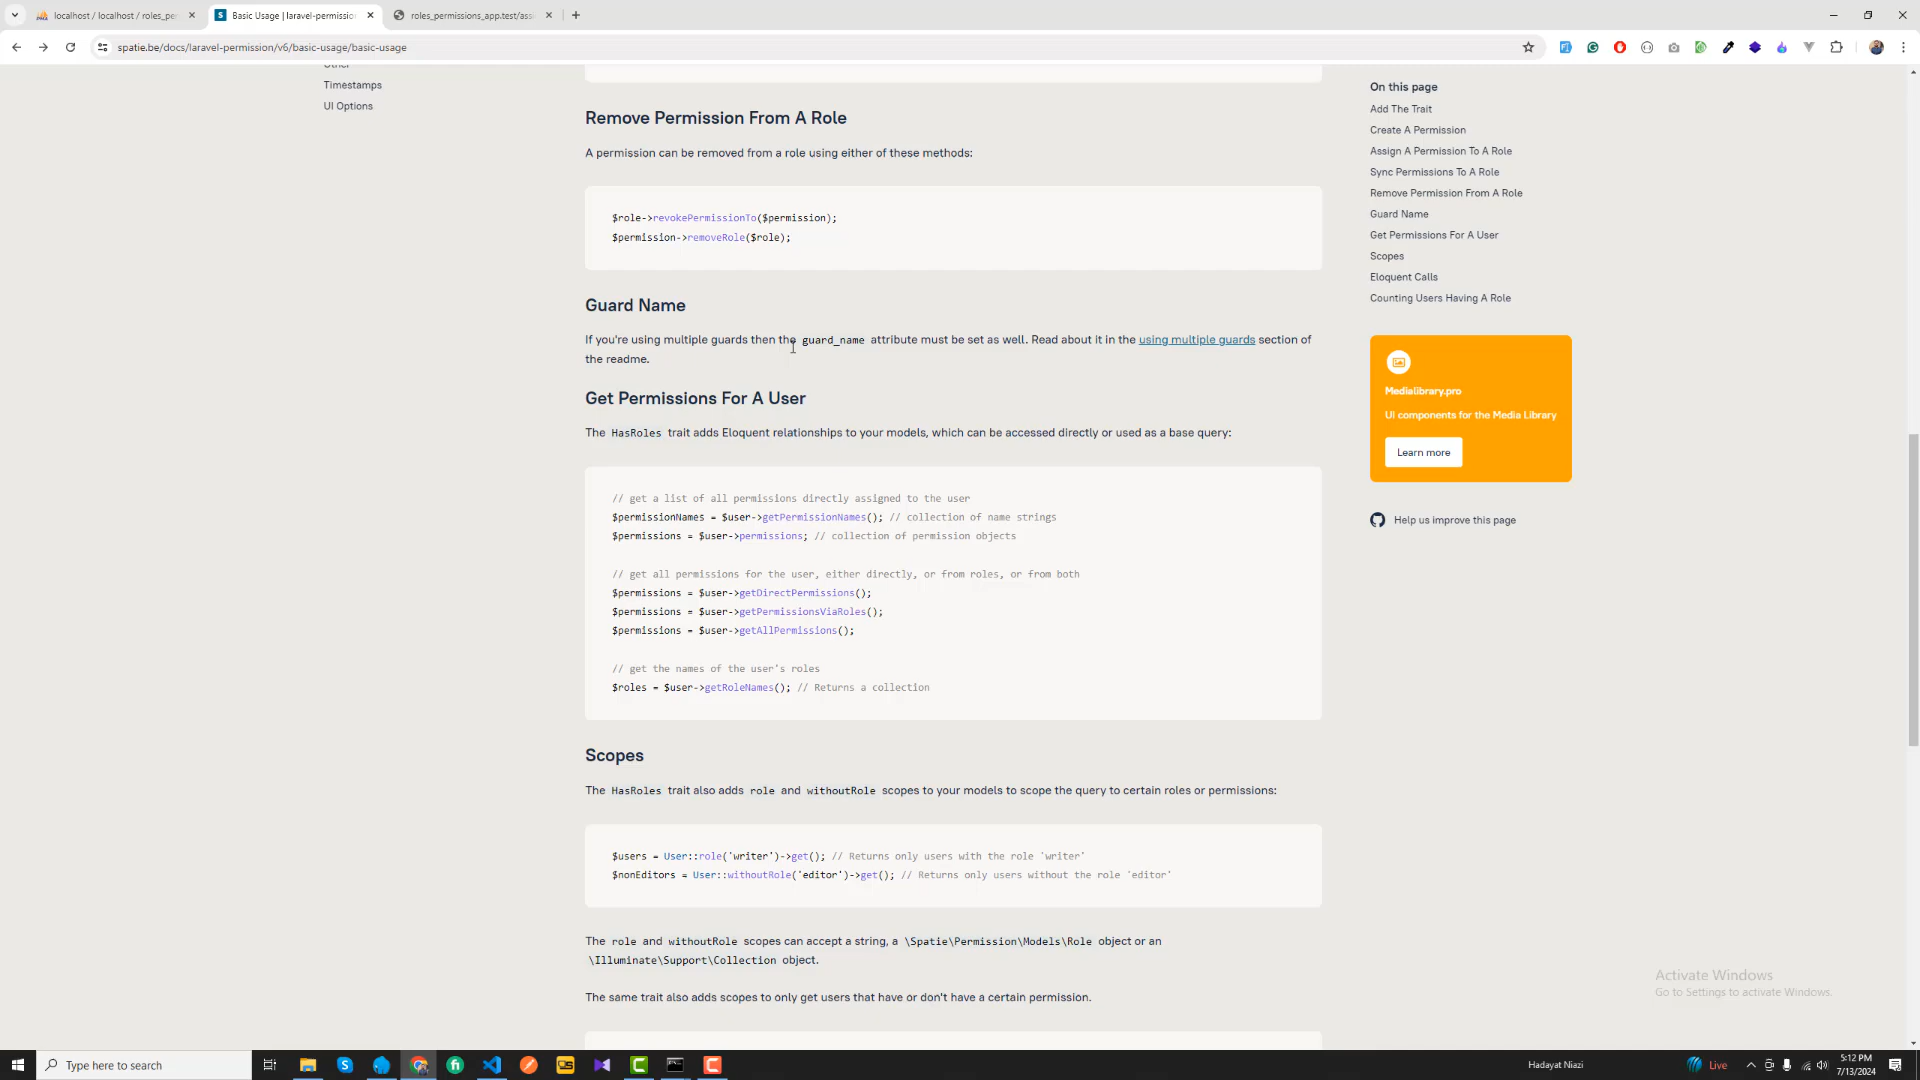 localhost / localhost / roles_pe
Basic Usage | laravel-permissio
roles_permissions_app.test/assi
spatie.be/docs/laravel-permission/v6/basic-usage/basic-usage
Timestamps
UI Options
Remove Permission From A Role
A permission can be removed from a role using either of these methods:
$role->revokePermissionTo($permission);
$permission->removeRole($role);
Guard Name
If you're using multiple guards then the guard_name attribute must be set as well. Read about it in the using multiple guards section of
the readme.
Get Permissions For A User
The HasRoles trait adds Eloquent relationships to your models, which can be accessed directly or used as a base query:
// get a list of all permissions directly assigned to the user
$permissionNames = $user->getPermissionNames(); // collection of name strings
$permissions = $user->permissions; // collection of permission objects
// get all permissions for the user, either directly, or from roles, or from both
$permissions = $user->getDirectPermissions();
$permissions = $user->getPermissionsViaRoles();
$permissions = $user->getAllPermissions();
// get the names of the user's roles
$roles = $user->getRoleNames(); // Returns a collection
Scopes
The HasRoles trait also adds role and withoutRole scopes to your models to scope the query to certain roles or permissions:
$users = User::role('writer')->get(); // Returns only users with the role 'writer'
$nonEditors = User::withoutRole('editor')->get(); // Returns only users without the role 'editor'
The role and withoutRole scopes can accept a string, a \Spatie\Permission\Models\Role object or an
\Illuminate\Support\Collection object.
The same trait also adds scopes to only get users that have or don't have a certain permission.
On this page
Add The Trait
Create A Permission
Assign A Permission To A Role
Sync Permissions To A Role
Remove Permission From A Role
Guard Name
Get Permissions For A User
Scopes
Eloquent Calls
Counting Users Having A Role
Medialibrary.pro
UI components for the Media Library
Learn more
Help us improve this page
Activate Windows
Go to Settings to activate Windows.
Type here to search
Hadayat Niazi
Live
5:12 PM
7/13/2024